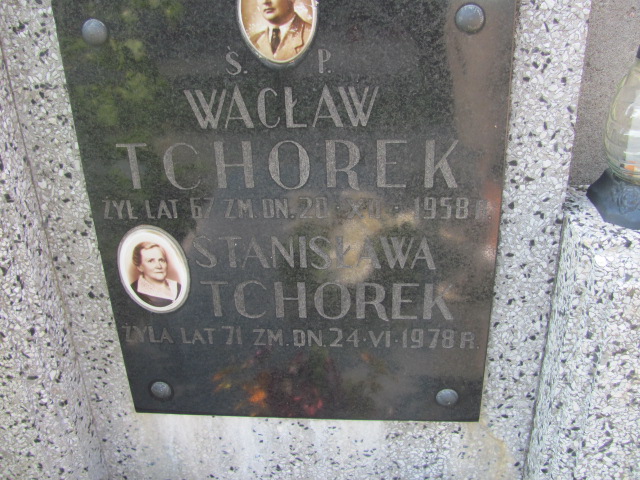 Ś. P.
WACŁAW
TCHOREK
ŻYŁ LAT 67 ZM. DN. 20 1958 R.
STANISŁAWA
TCHOREK
ŻYŁA LAT 71 ZM. DN. 24·VI·1978 R.